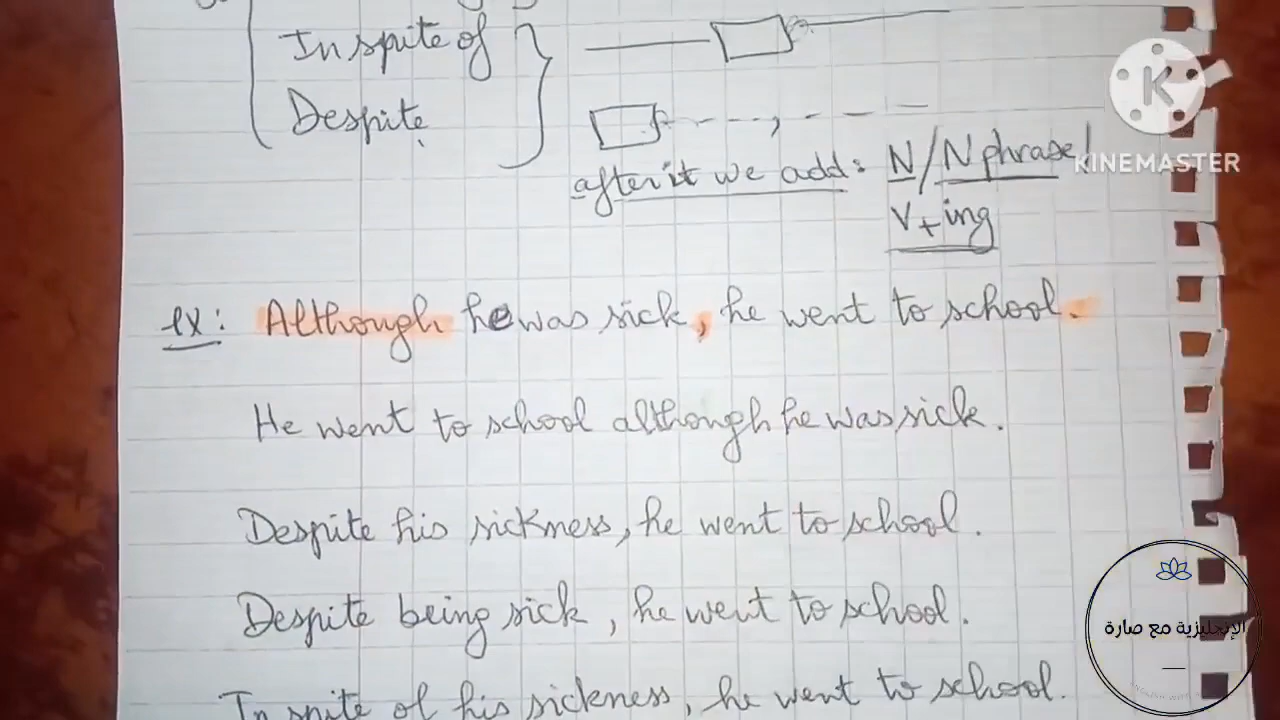 In spite of
Despite
after it we add: N/N phrase/
V+ing
KINEMASTER
ex: Although he was sick, he went to school.
He went to school although he was sick.
Despite his sickness, he went to school.
Despite being sick, he went to school.
الإنجليزية مع صارة
In spite of his sickness, he went to school.